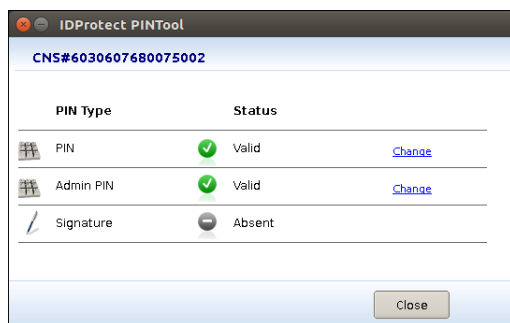 IDProtect PINTool
CNS#6030607680075002
PIN Type Status
PIN Valid Change
Admin PIN Valid Change
Signature Absent
Close